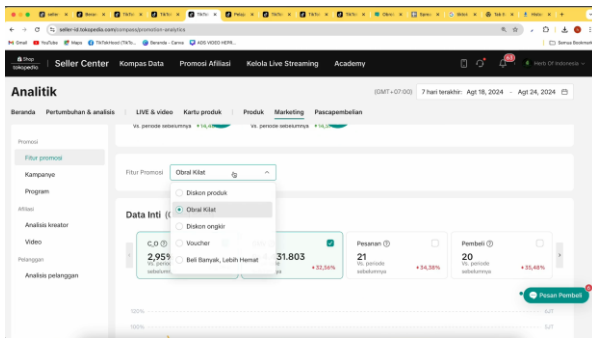 seller-id.tokopedia.com/compass/promotion-analytics
Gmail YouTube Maps Beranda - Canva
Semua Bookmark
Shop tokopedia Seller Center Kompas Data Promosi Afiliasi Kelola Live Streaming Academy Herb Of Indonesia
Analitik
(GMT+07:00) 7 hari terakhir: Agt 18, 2024 - Agt 24, 2024
Beranda Pertumbuhan & analisis LIVE & video Kartu produk Produk Marketing Pascapembelian
Vs. periode sebelumnya Vs. periode sebelumnya
Promosi
Fitur promosi
Kampanye
Program
Afiliasi
Analisis kreator
Video
Pelanggan
Analisis pelanggan
Fitur Promosi Obral Kilat
Diskon produk
Obral Kilat
Diskon ongkir
Voucher
Beli Banyak, Lebih Hemat
Data Inti
C_O Pesanan Pembeli
2,95% 31.803 21 20
Vs. periode sebelumnya +32,56% Vs. periode sebelumnya +34,38% Vs. periode sebelumnya +35,48%
Pesan Pembeli
120%
100%